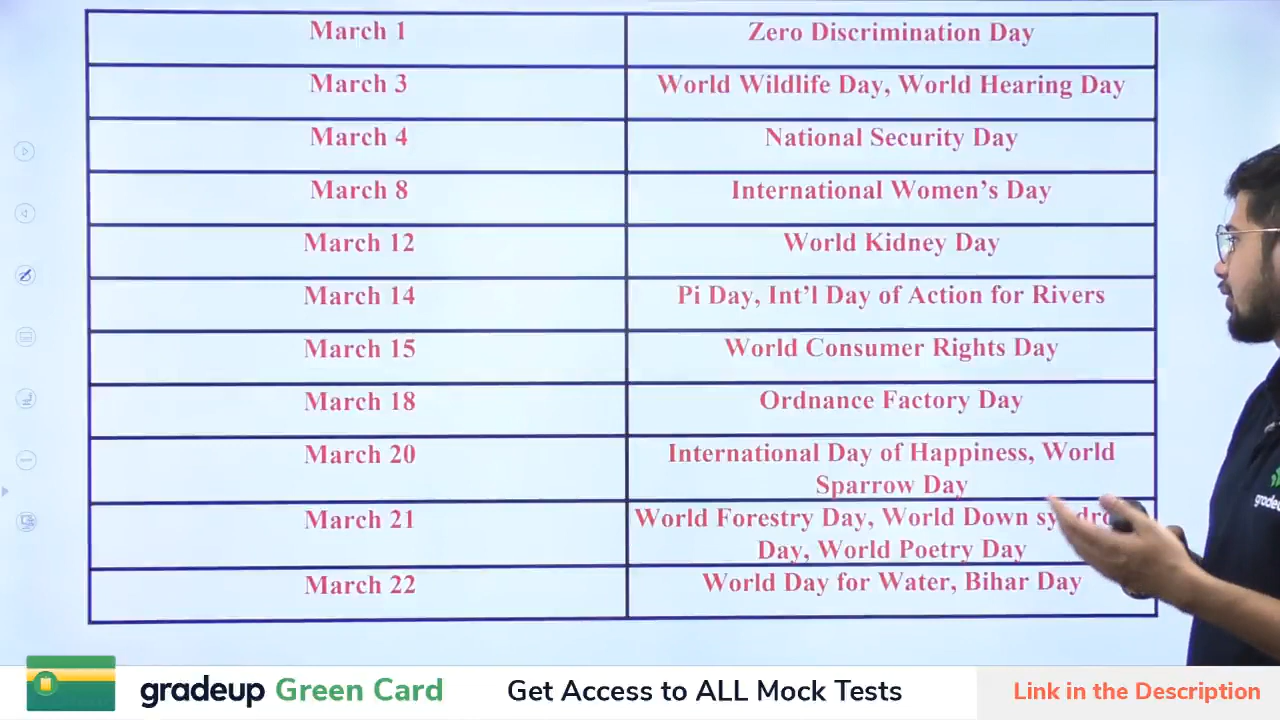 March 1
Zero Discrimination Day
March 3
World Wildlife Day, World Hearing Day
March 4
National Security Day
March 8
International Women’s Day
March 12
World Kidney Day
March 14
Pi Day, Int’l Day of Action for Rivers
March 15
World Consumer Rights Day
March 18
Ordnance Factory Day
March 20
International Day of Happiness, World
Sparrow Day
March 21
World Forestry Day, World Down
Day, World Poetry Day
March 22
World Day for Water, Bihar Day
gradeup Green Card
Get Access to ALL Mock Tests
Link in the Description